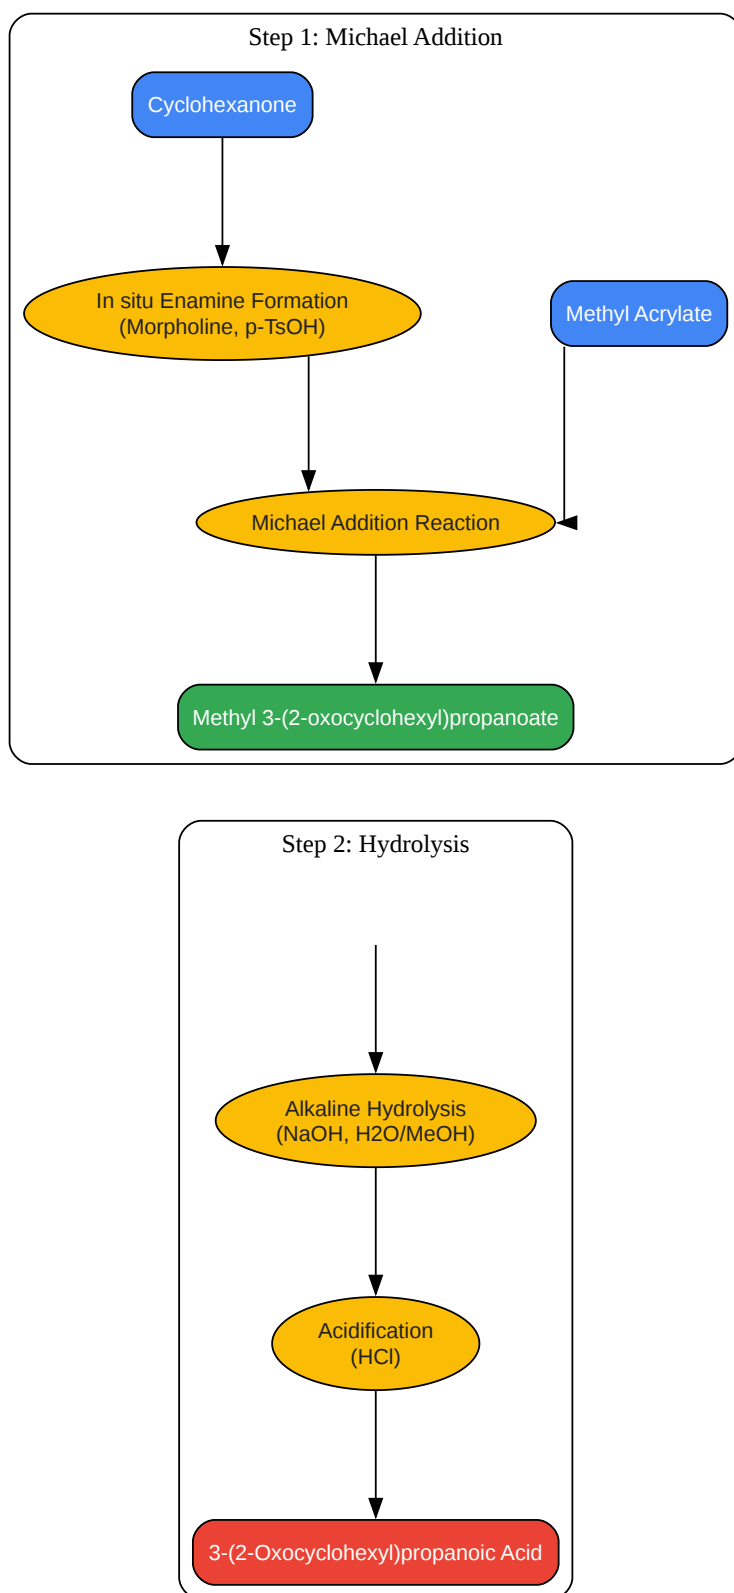 Step 1: Michael Addition
Cyclohexanone
In situ Enamine Formation
(Morpholine, p-TsOH)
Methyl Acrylate
Michael Addition Reaction
Methyl 3-(2-oxocyclohexyl)propanoate
Step 2: Hydrolysis
Alkaline Hydrolysis
(NaOH, H2O/MeOH)
Acidification
(HCl)
3-(2-Oxocyclohexyl)propanoic Acid